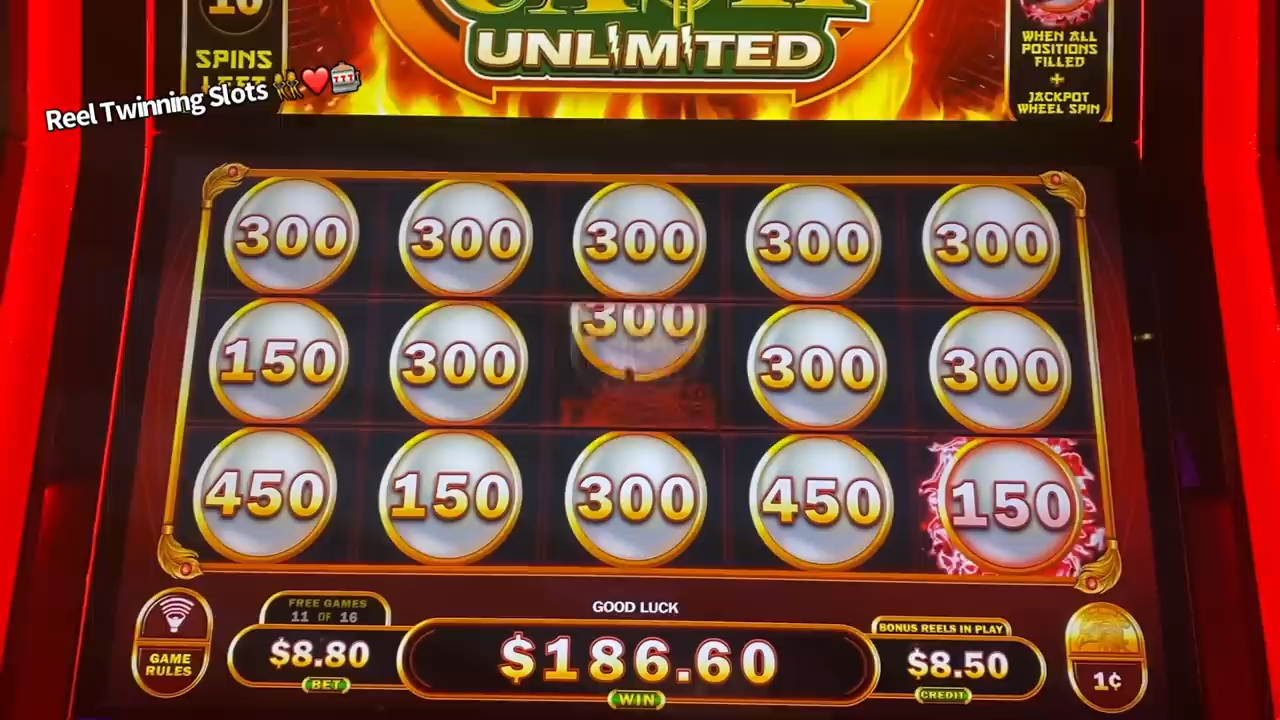 10
SPINS
LEFT
CASH
UNLIMITED
WHEN ALL
POSITIONS
FILLED
+
JACKPOT
WHEEL SPIN
Reel Twinning Slots
300 300 300 300 300
150 300 300 300 300
450 150 300 450 150
GAME
RULES
FREE GAMES
11 OF 16
$8.80
BET
GOOD LUCK
$186.60
WIN
BONUS REELS IN PLAY
$8.50
CREDIT
1¢